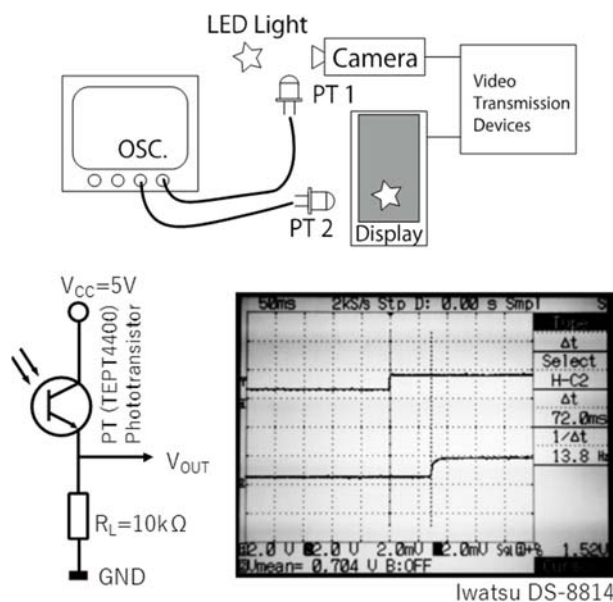 LED Light
Camera
Video
Transmission
Devices
PT 1
OSC.
PT 2
Display
VCC=5V
PT (TEPT4400)
Phototransistor
VOUT
RL=10kΩ
GND
50ms 2kS/s Stp D: 0.00 s Smpl
Δt
Select
H-C2
Δt
72.0ms
1/Δt
13.8 Hz
2.0 V 2.0 V 2.0mV 2.0mV 1.52V
Vmean= 0.704 V B:OFF
Iwatsu DS-8814